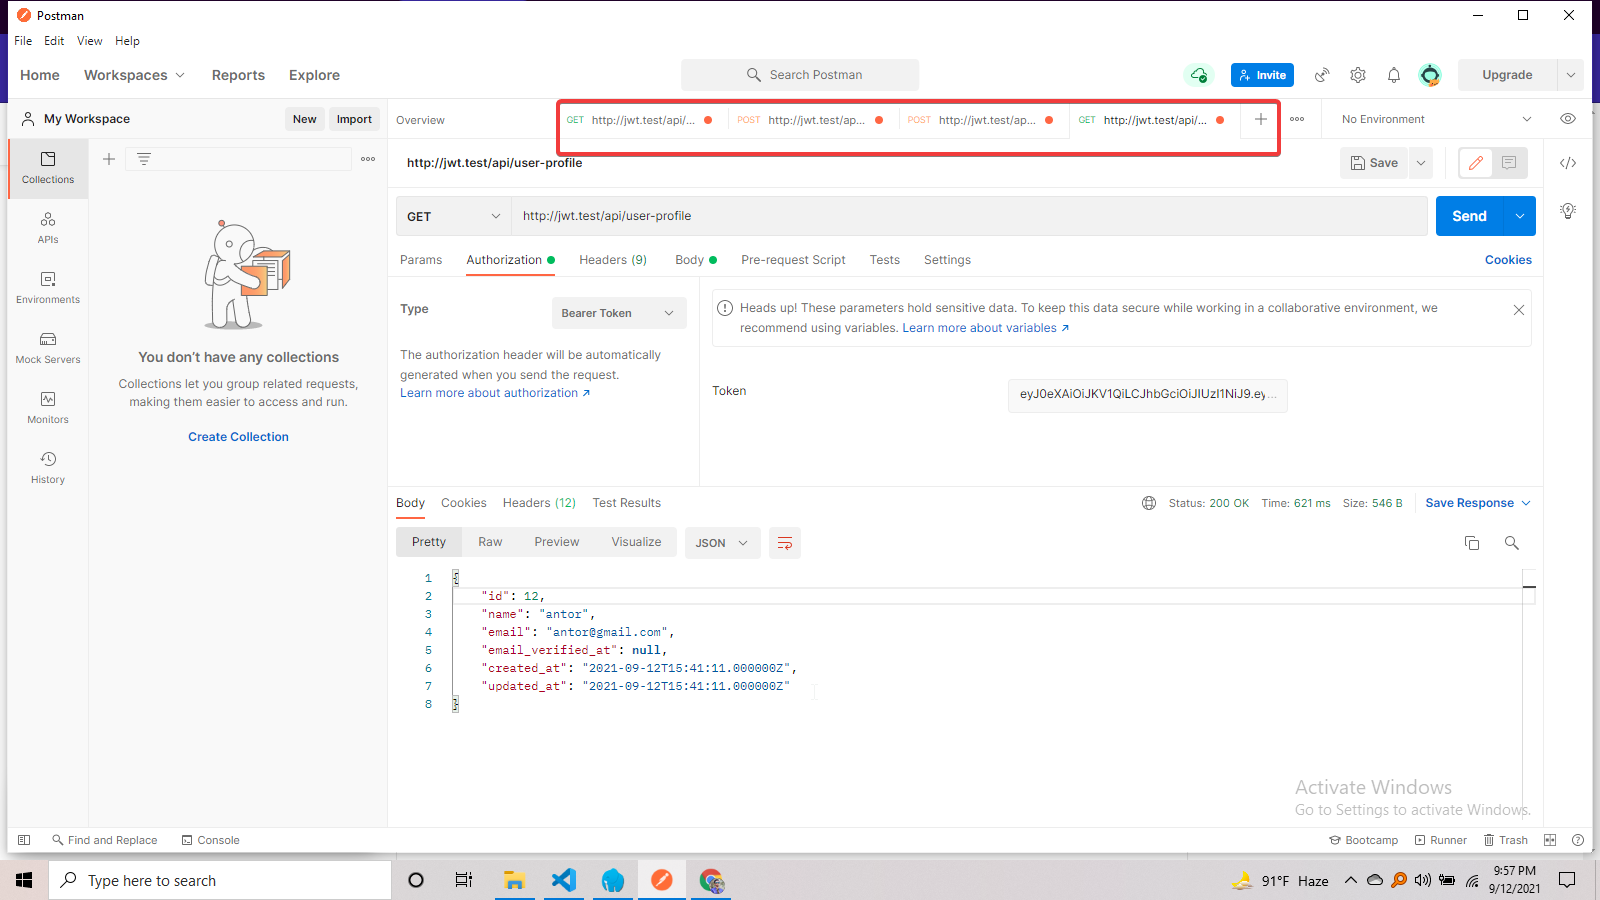 Postman
File Edit View Help
Home Workspaces Reports Explore
Search Postman
Invite
Upgrade
My Workspace
New Import
Overview
GET http://jwt.test/api/...
POST http://jwt.test/ap...
POST http://jwt.test/ap...
GET http://jwt.test/api/...
No Environment
http://jwt.test/api/user-profile
Save
GET
http://jwt.test/api/user-profile
Send
Params Authorization Headers (9) Body Pre-request Script Tests Settings
Cookies
Collections
APIs
Environments
Mock Servers
Monitors
History
You don't have any collections
Collections let you group related requests,
making them easier to access and run.
Create Collection
Type
Bearer Token
The authorization header will be automatically
generated when you send the request.
Learn more about authorization ↗
Heads up! These parameters hold sensitive data. To keep this data secure while working in a collaborative environment, we
recommend using variables. Learn more about variables ↗
Token
eyJ0eXAiOiJKV1QiLCJhbGciOiJIUzI1NiJ9.ey...
Body Cookies Headers (12) Test Results
Status: 200 OK Time: 621 ms Size: 546 B
Save Response
Pretty Raw Preview Visualize
JSON
1 {
2 "id": 12,
3 "name": "antor",
4 "email": "antor@gmail.com",
5 "email_verified_at": null,
6 "created_at": "2021-09-12T15:41:11.000000Z",
7 "updated_at": "2021-09-12T15:41:11.000000Z"
8 }
Activate Windows
Go to Settings to activate Windows.
Find and Replace Console
Bootcamp Runner Trash
Type here to search
91°F Haze
9:57 PM
9/12/2021